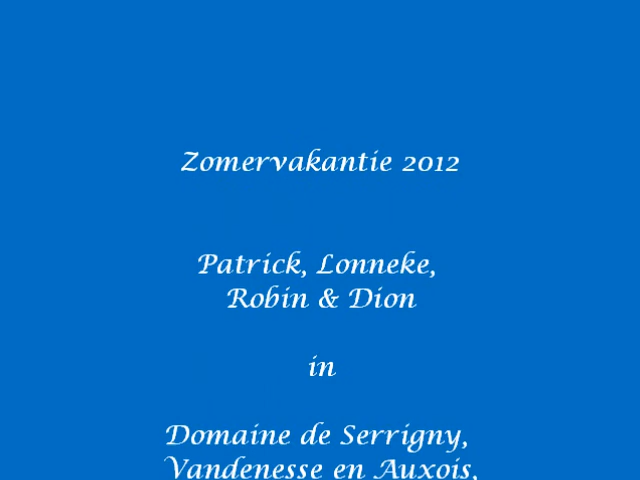 Zomervakantie 2012
Patrick, Lonneke,
Robin & Dion
in
Domaine de Serrigny,
Vandenesse en Auxois,